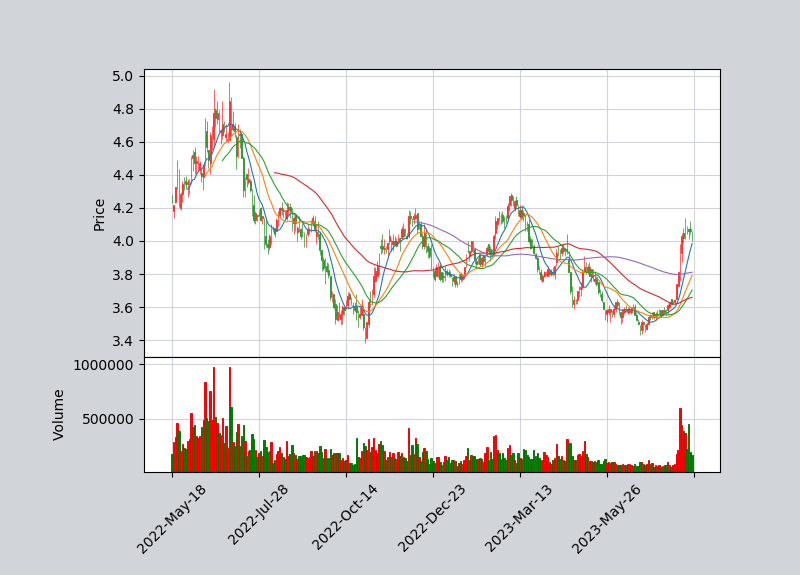 5.0
4.8
4.6
4.4
4.2
4.0
3.8
3.6
3.4
Price
1000000
500000
Volume
2022-May-18
2022-Jul-28
2022-Oct-14
2022-Dec-23
2023-Mar-13
2023-May-26